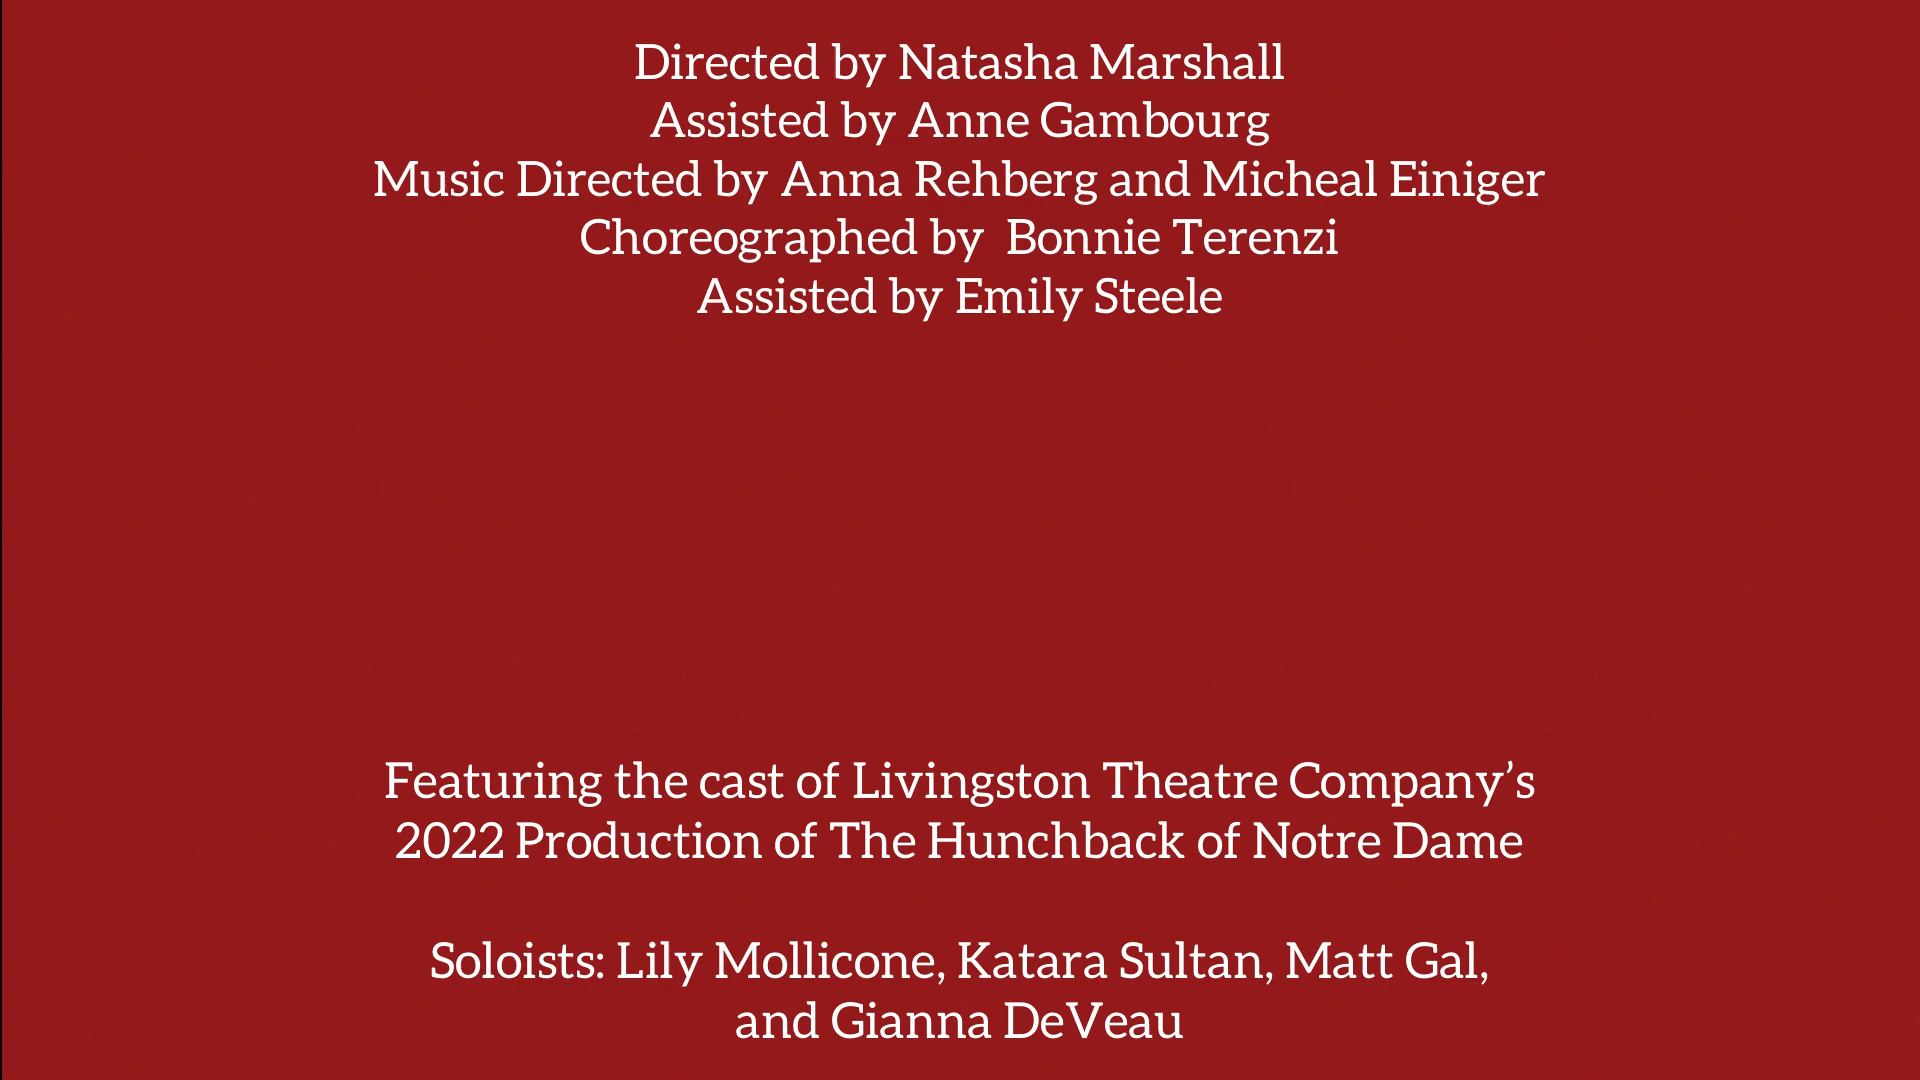 Directed by Natasha Marshall
Assisted by Anne Gambourg
Music Directed by Anna Rehberg and Micheal Einiger
Choreographed by  Bonnie Terenzi
Assisted by Emily Steele
Featuring the cast of Livingston Theatre Company’s
2022 Production of The Hunchback of Notre Dame
Soloists: Lily Mollicone, Katara Sultan, Matt Gal,
and Gianna DeVeau